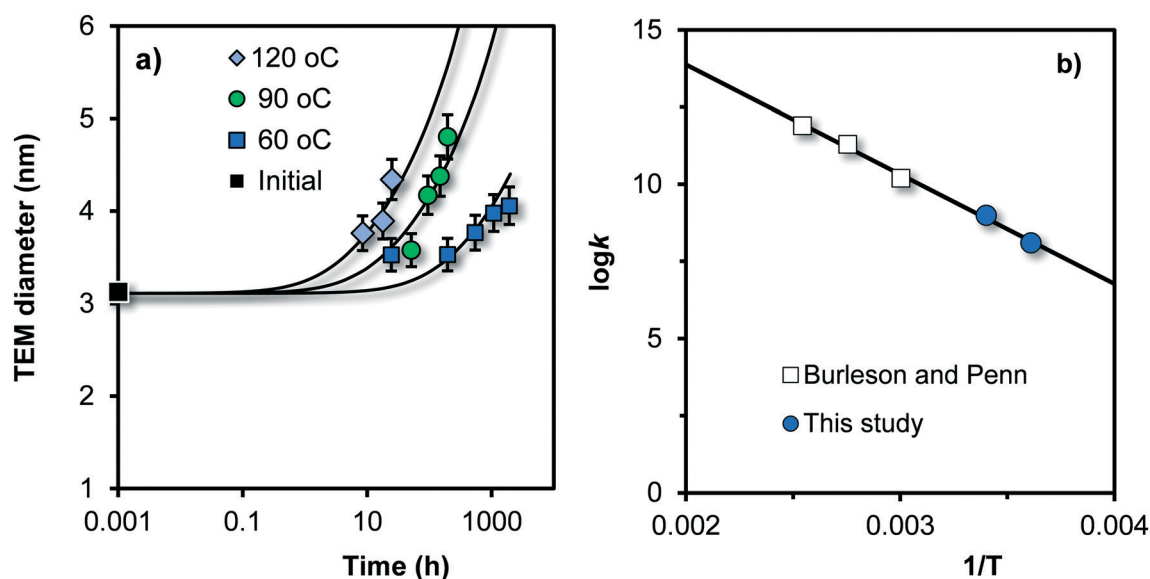 a)
120 oC
90 oC
60 oC
Initial
TEM diameter (nm)
6
5
4
3
2
1
0.001
0.1
10
1000
Time (h)
b)
logk
15
10
5
0
Burleson and Penn
This study
0.002
0.003
0.004
1/T